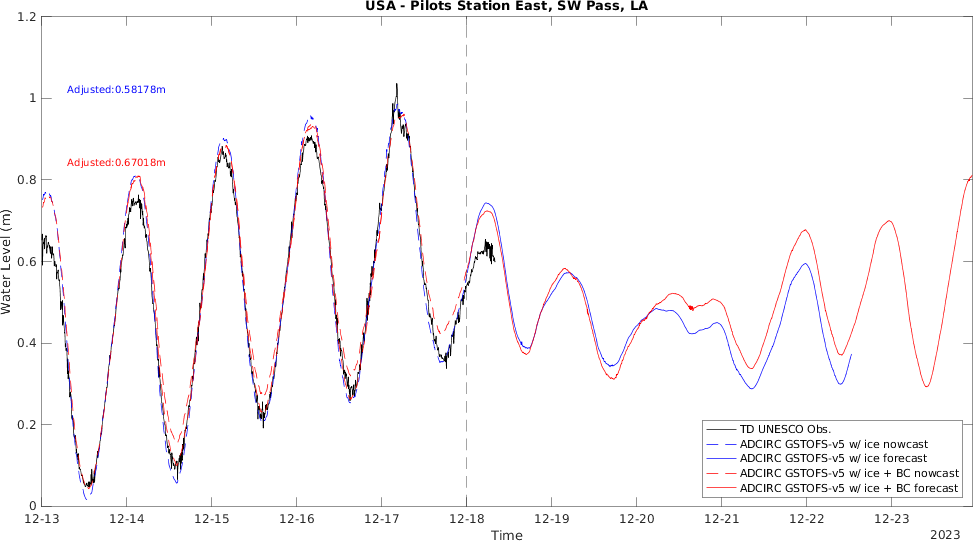 USA - Pilots Station East, SW Pass, LA
1.2
1
0.8
0.6
0.4
0.2
0
Water Level (m)
Adjusted:0.58178m
Adjusted:0.67018m
TD UNESCO Obs.
ADCIRC GSTOFS-v5 w/ ice nowcast
ADCIRC GSTOFS-v5 w/ ice forecast
ADCIRC GSTOFS-v5 w/ ice + BC nowcast
ADCIRC GSTOFS-v5 w/ ice + BC forecast
12-13 12-14 12-15 12-16 12-17 12-18 12-19 12-20 12-21 12-22 12-23
Time
2023